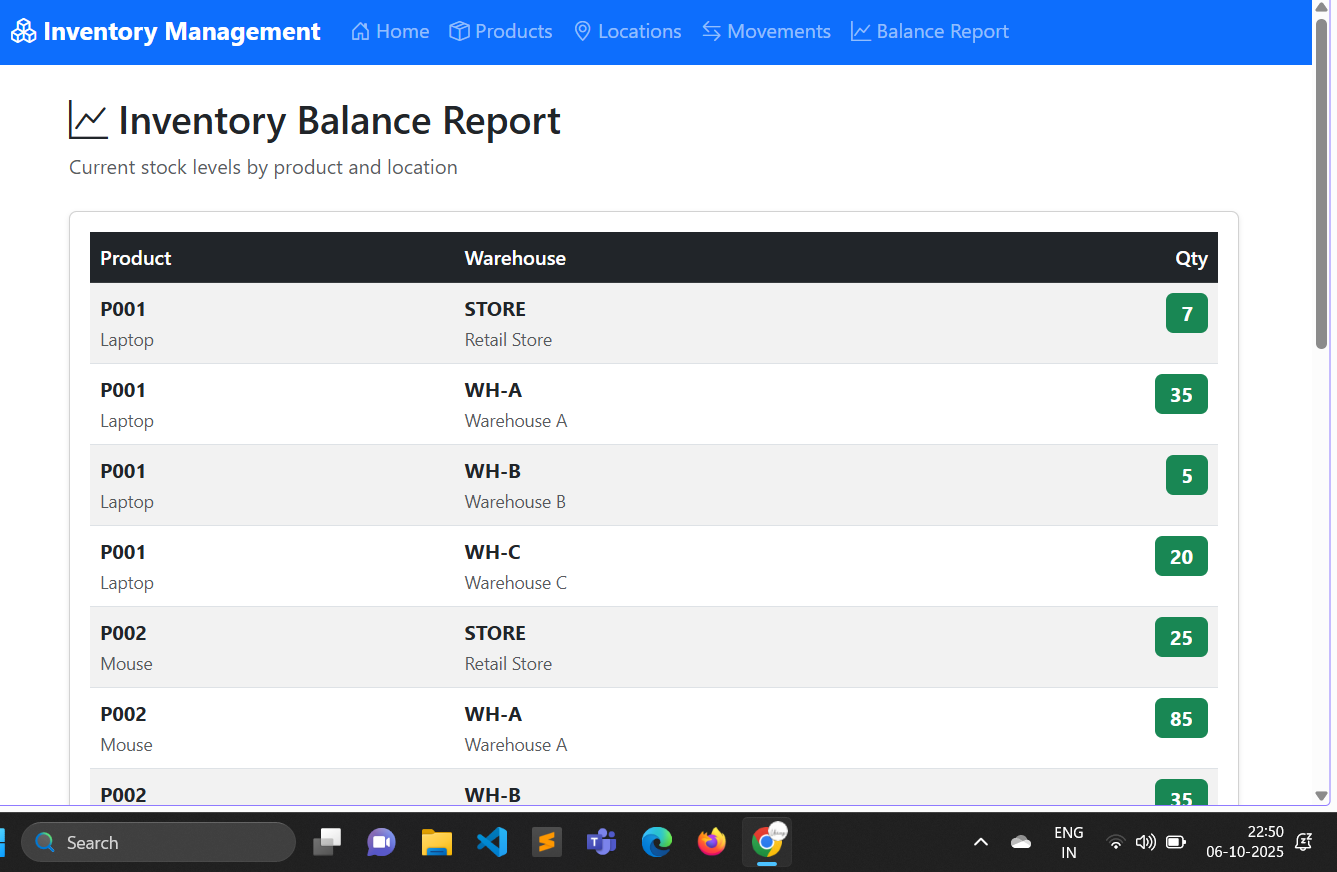 Inventory Management Home Products Locations Movements Balance Report
Inventory Balance Report
Current stock levels by product and location
Product Warehouse Qty
P001 STORE 7
Laptop Retail Store
P001 WH-A 35
Laptop Warehouse A
P001 WH-B 5
Laptop Warehouse B
P001 WH-C 20
Laptop Warehouse C
P002 STORE 25
Mouse Retail Store
P002 WH-A 85
Mouse Warehouse A
P002 WH-B 35
Search
ENG
IN
22:50
06-10-2025